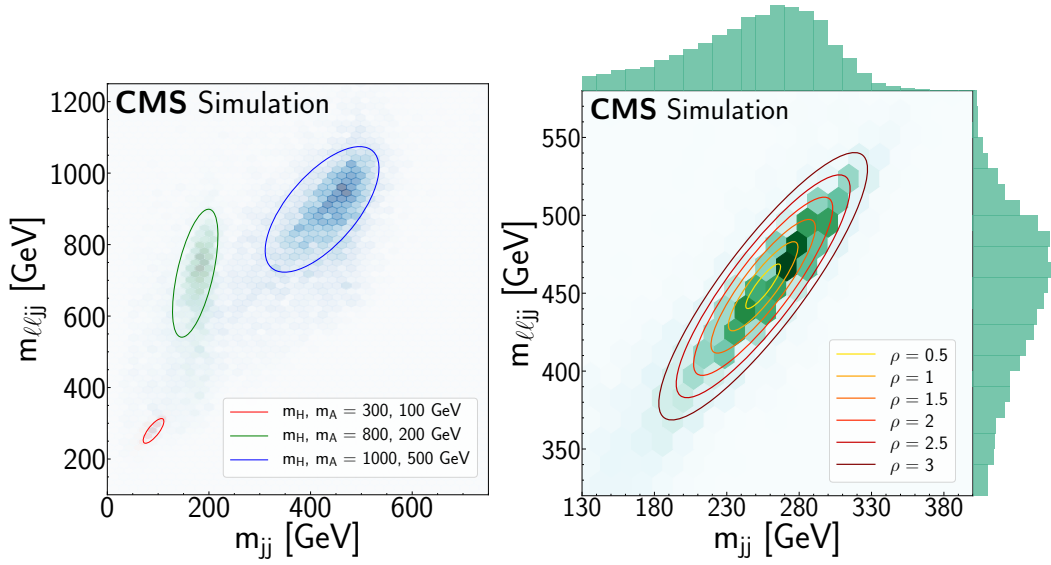 CMS Simulation
1200
1000
800
600
400
200
m_ℓℓjj [GeV]
0
200
400
600
m_jj [GeV]
m_H, m_A = 300, 100 GeV
m_H, m_A = 800, 200 GeV
m_H, m_A = 1000, 500 GeV
CMS Simulation
550
500
450
400
350
m_ℓℓjj [GeV]
130
180
230
280
330
380
m_jj [GeV]
ρ = 0.5
ρ = 1
ρ = 1.5
ρ = 2
ρ = 2.5
ρ = 3